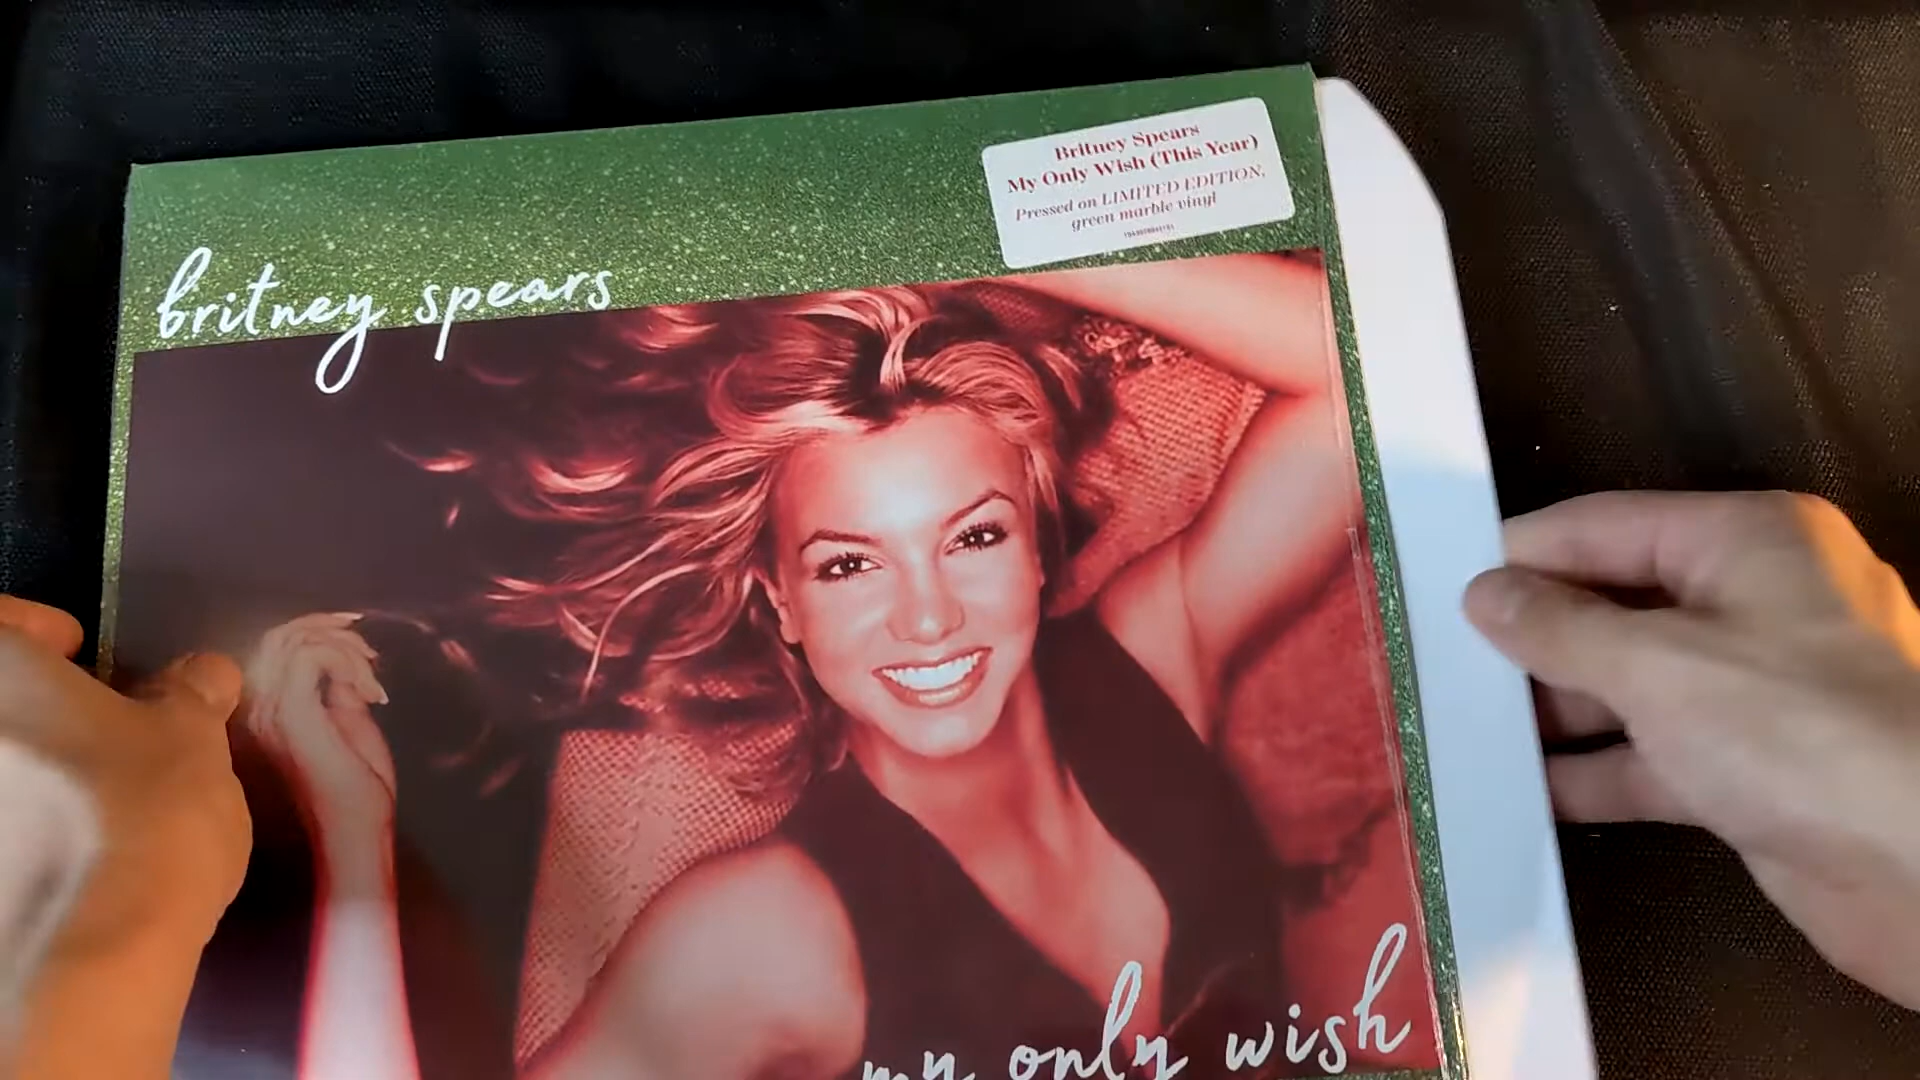 Britney Spears
My Only Wish (This Year)
Pressed on LIMITED EDITION,
green marble vinyl
britney spears
my only wish